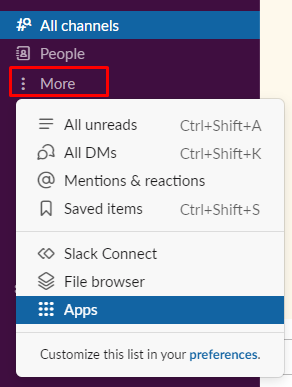 All channels
People
More
All unreads Ctrl+Shift+A
All DMs Ctrl+Shift+K
Mentions & reactions
Saved items Ctrl+Shift+S
Slack Connect
File browser
Apps
Customize this list in your preferences.